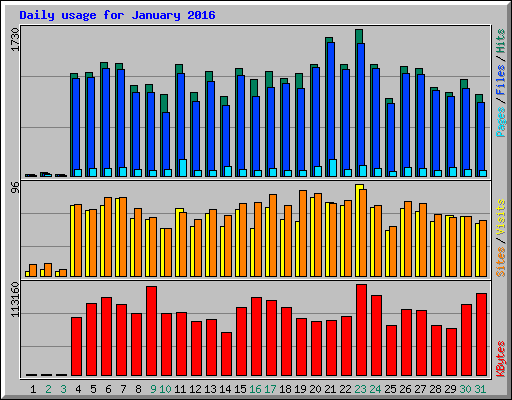 Daily usage for January 2016
1730
Pages / Files / Hits
96
Sites / Visits
113160
KBytes
1 2 3 4 5 6 7 8 9 10 11 12 13 14 15 16 17 18 19 20 21 22 23 24 25 26 27 28 29 30 31